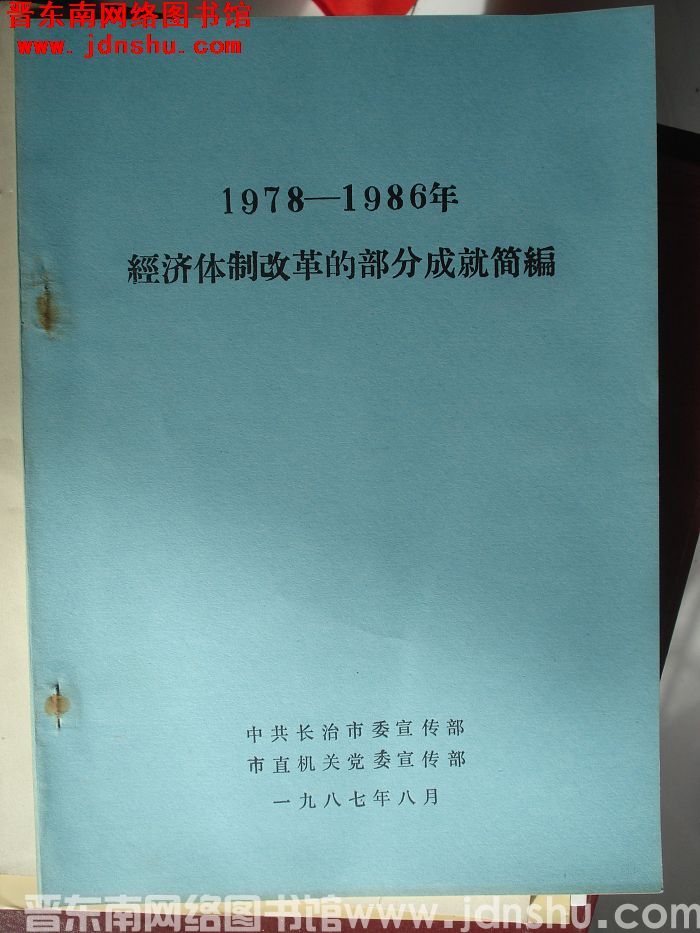 晋东南网络图书馆
www.jdnshu.com
1978—1986年
經济体制改革的部分成就简編
中共长治市委宣传部
市直机关党委宣传部
一九八七年八月
晋东南网络图书馆www.jdnshu.com